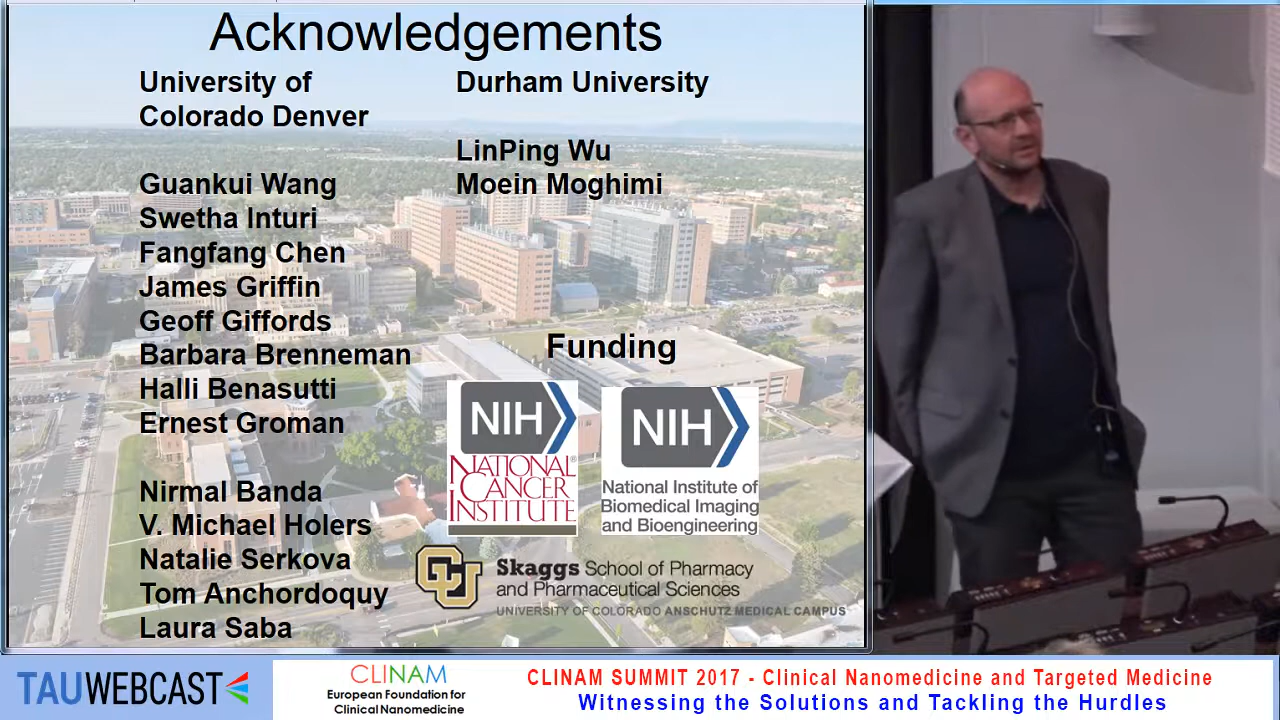 Acknowledgements
University of
Colorado Denver
Guankui Wang
Swetha Inturi
Fangfang Chen
James Griffin
Geoff Giffords
Barbara Brenneman
Halli Benasutti
Ernest Groman
Nirmal Banda
V. Michael Holers
Natalie Serkova
Tom Anchordoquy
Laura Saba
Durham University
LinPing Wu
Moein Moghimi
Funding
NIH
NATIONAL
CANCER
INSTITUTE
NIH
National Institute of
Biomedical Imaging
and Bioengineering
CU
Skaggs School of Pharmacy
and Pharmaceutical Sciences
UNIVERSITY OF COLORADO ANSCHUTZ MEDICAL CAMPUS
TAUWEBCAST
CLINAM
European Foundation for
Clinical Nanomedicine
CLINAM SUMMIT 2017 - Clinical Nanomedicine and Targeted Medicine
Witnessing the Solutions and Tackling the Hurdles